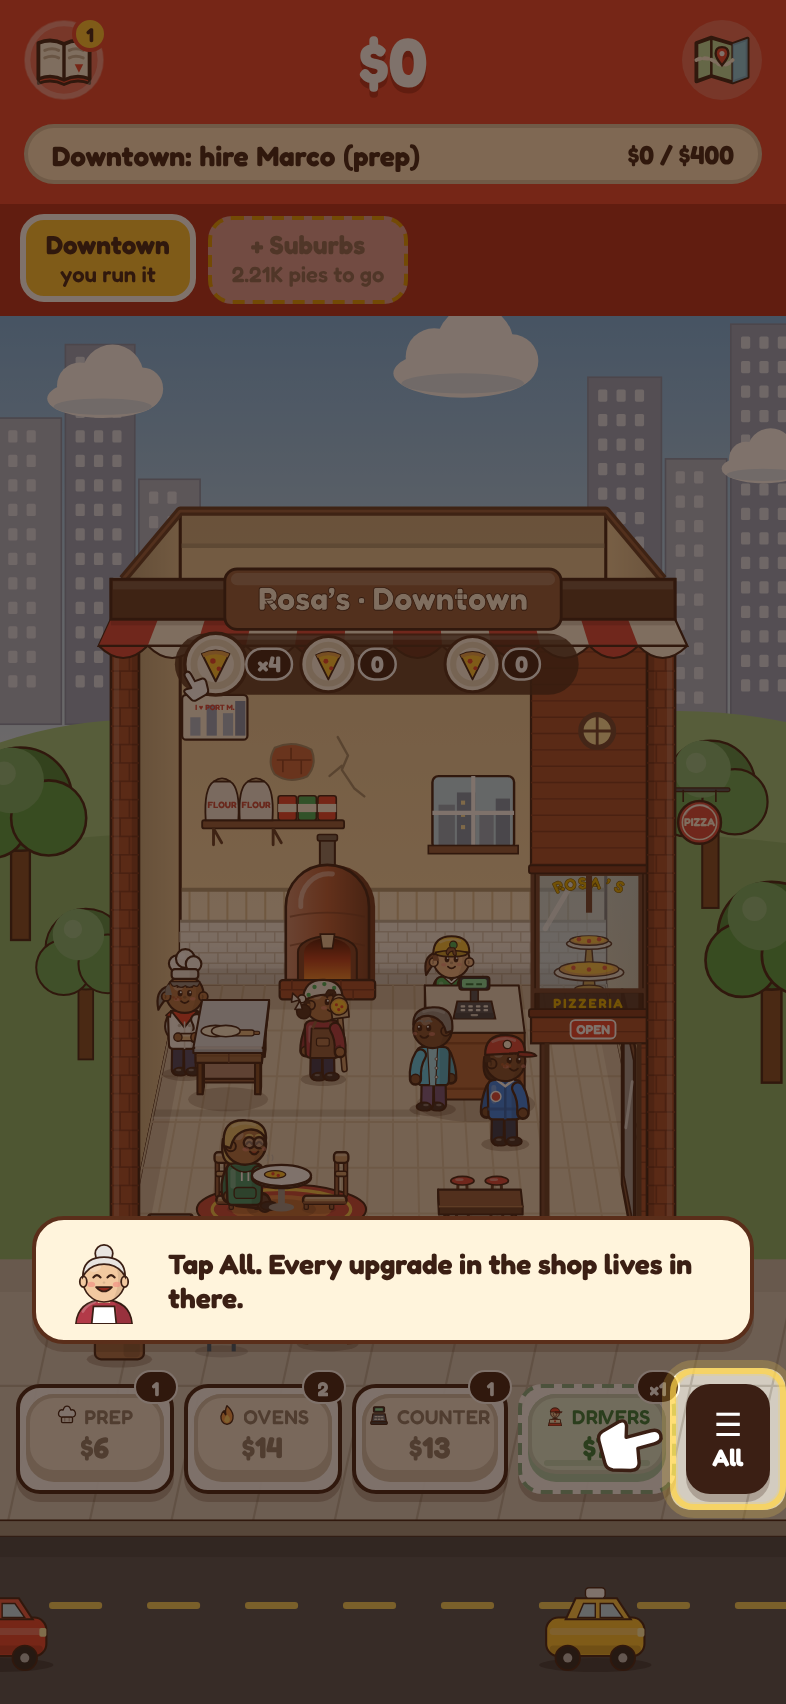 1
$0
Downtown: hire Marco (prep)
$0 / $400
Downtown
you run it
+ Suburbs
2.21K pies to go
Rosa's · Downtown
x4
0
0
FLOUR
FLOUR
PIZZA
ROSA'S
PIZZERIA
OPEN
Tap All. Every upgrade in the shop lives in
there.
1
2
1
x1
PREP
OVENS
COUNTER
DRIVERS
$6
$14
$13
All